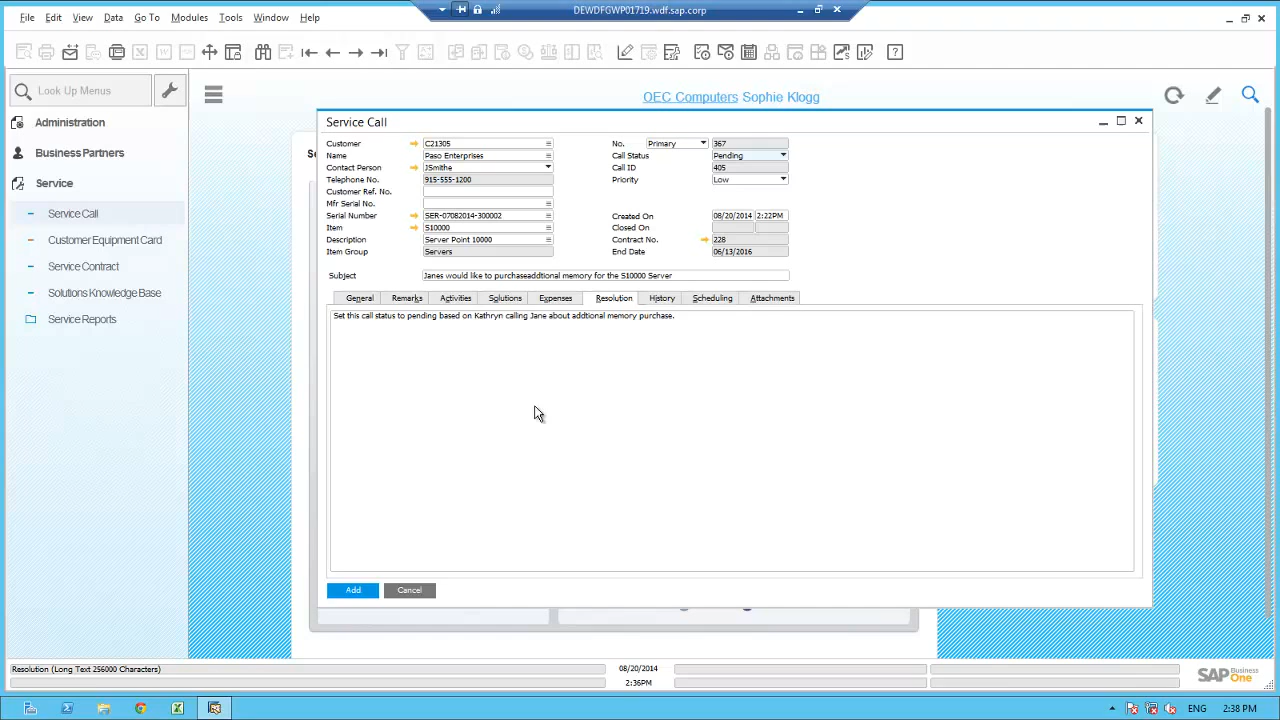 DEWDFGWP01719.wdf.sap.corp
File Edit View Data Go To Modules Tools Window Help
Look Up Menus
OEC Computers Sophie Klogg
Administration
Business Partners
Service
Service Call
Customer Equipment Card
Service Contract
Solutions Knowledge Base
Service Reports
Service Call
Customer C21305 No. Primary 367
Name Paso Enterprises Call Status Pending
Contact Person JSmithe Call ID 405
Telephone No. 915-555-1200 Priority Low
Customer Ref. No.
Mfr Serial No.
Serial Number SER-07082014-300002 Created On 08/20/2014 2:22PM
Item S10000 Closed On
Description Server Point 10000 Contract No. 228
Item Group Servers End Date 06/13/2016
Subject Janes would like to purchaseaddtional memory for the S10000 Server
General Remarks Activities Solutions Expenses Resolution History Scheduling Attachments
Set this call status to pending based on Kathryn calling Jane about addtional memory purchase.
Add Cancel
Resolution (Long Text 256000 Characters) 08/20/2014
2:36PM
SAP Business One
ENG 2:38 PM